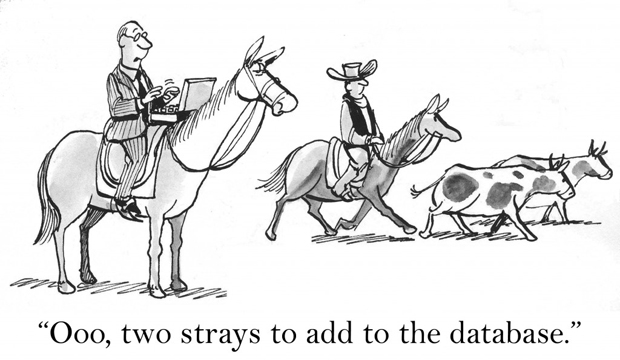 “Ooo, two strays to add to the database.”